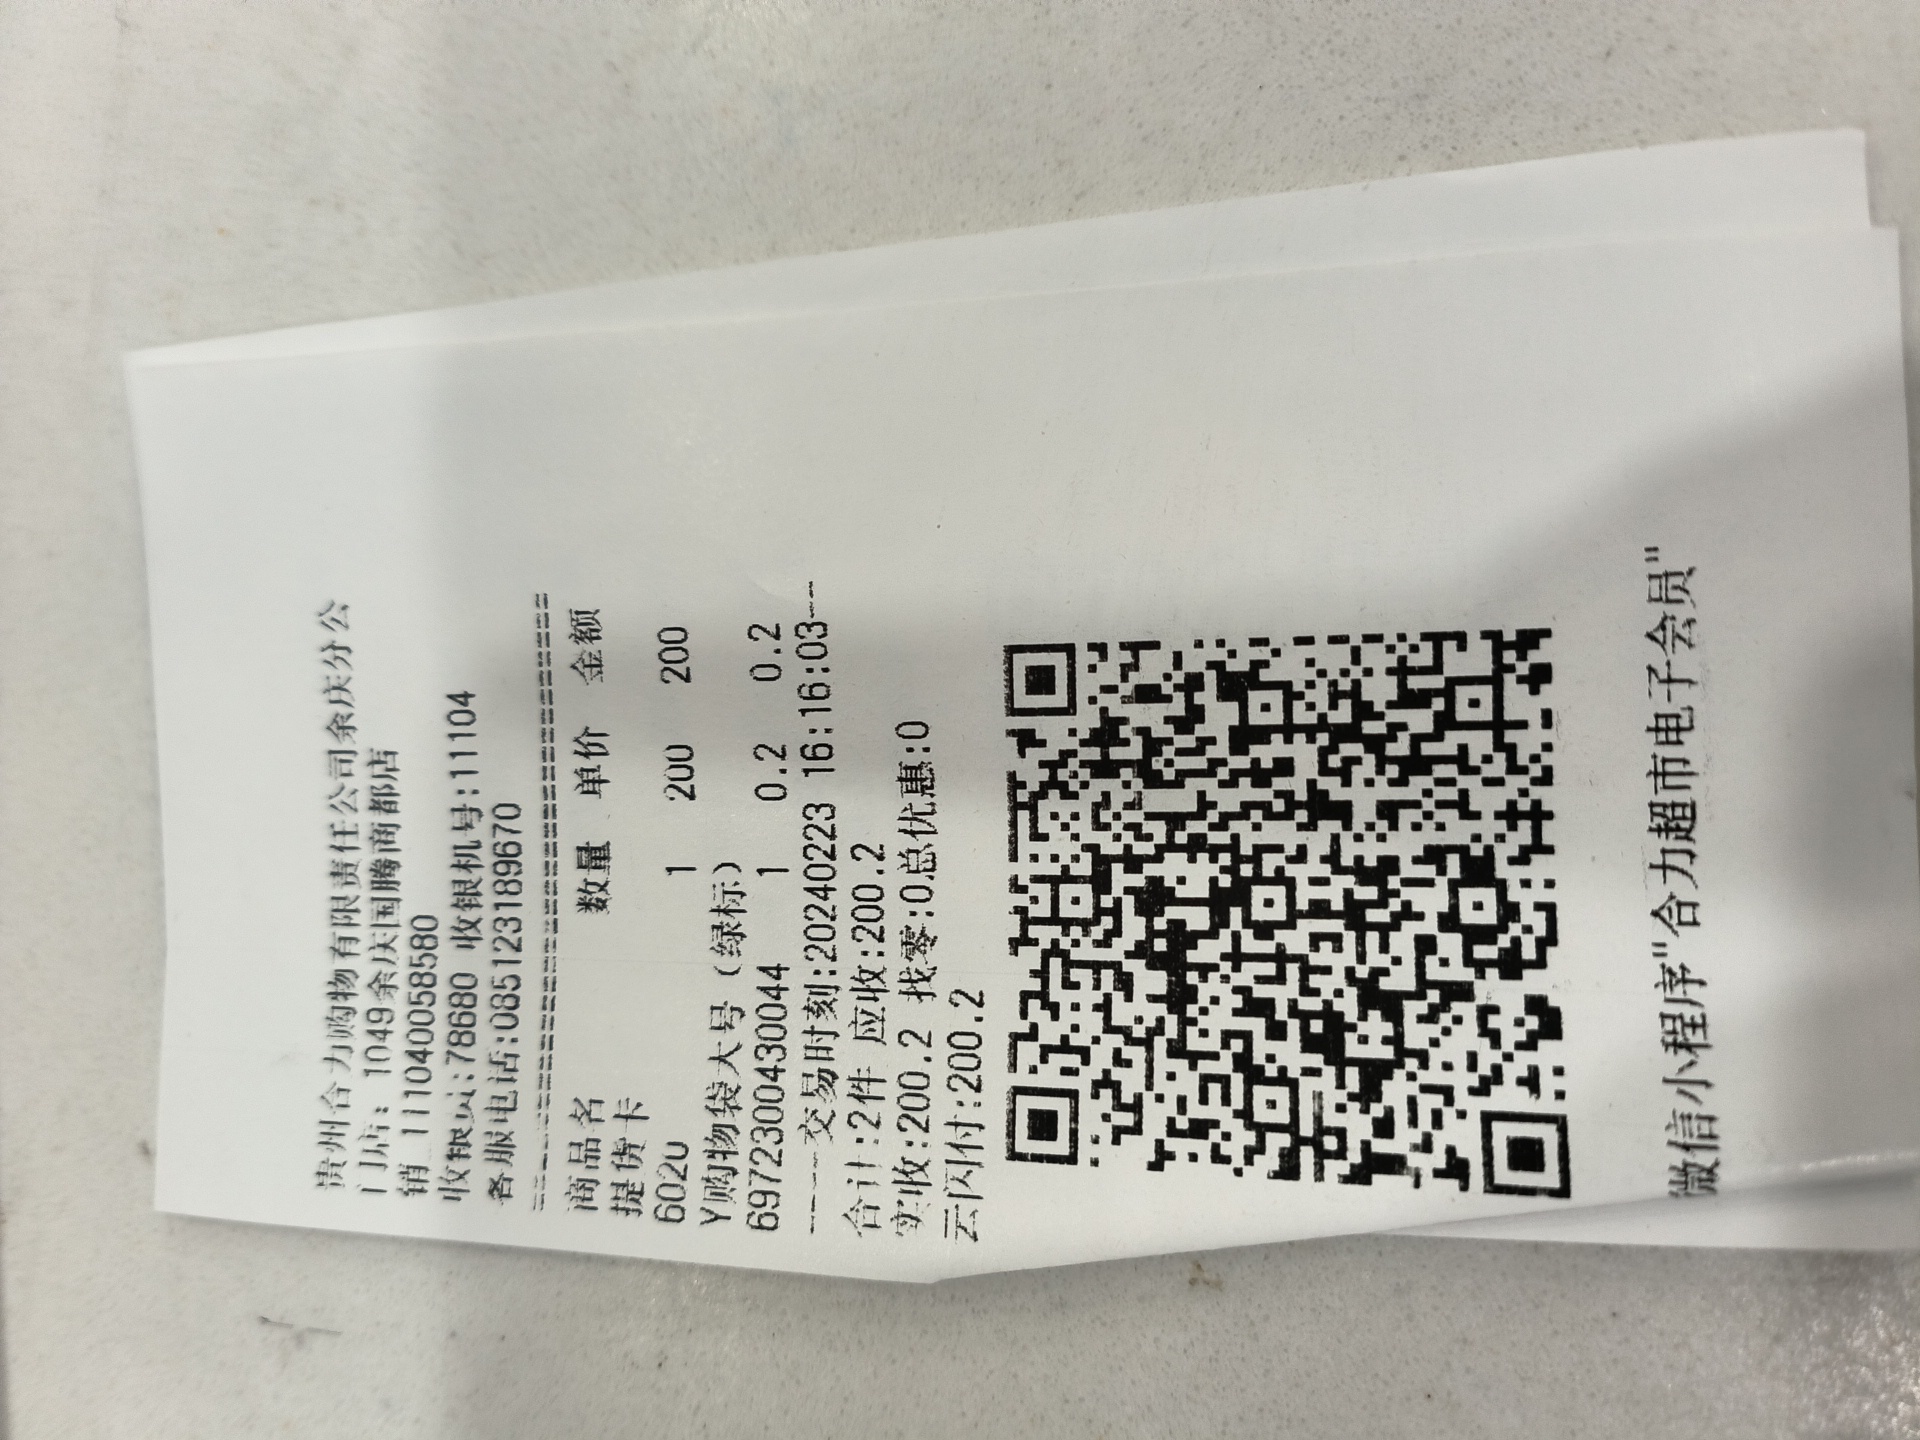 贵州合力购物有限责任公司余庆分公
门店: 1049余庆国腾商都店
销 111040058580
收银员:78680 收银机号:11104
客服电话:085123189670
==========================================
商品名 数量 单价 金额
提货卡
6020 1 200 200
Y购物袋大号(绿标)
6972300430044 1 0.2 0.2
----交易时刻:20240223 16:16:03---
合计:2件 应收:200.2
实收:200.2 找零:0总优惠:0
云闪付:200.2
微信小程序"合力超市电子会员"